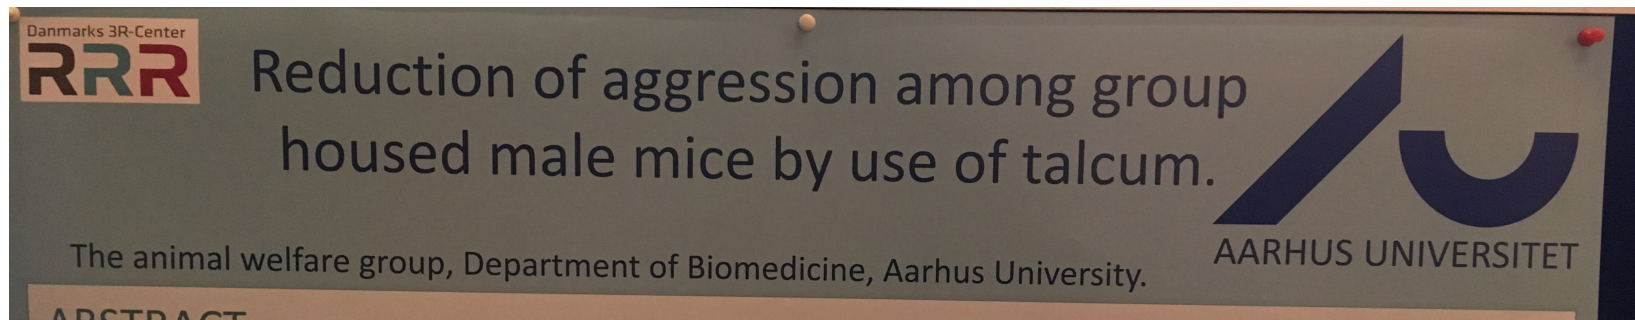 Danmarks 3R-Center
RRR
Reduction of aggression among group
housed male mice by use of talcum.
AARHUS UNIVERSITET
The animal welfare group, Department of Biomedicine, Aarhus University.
ABSTRACT